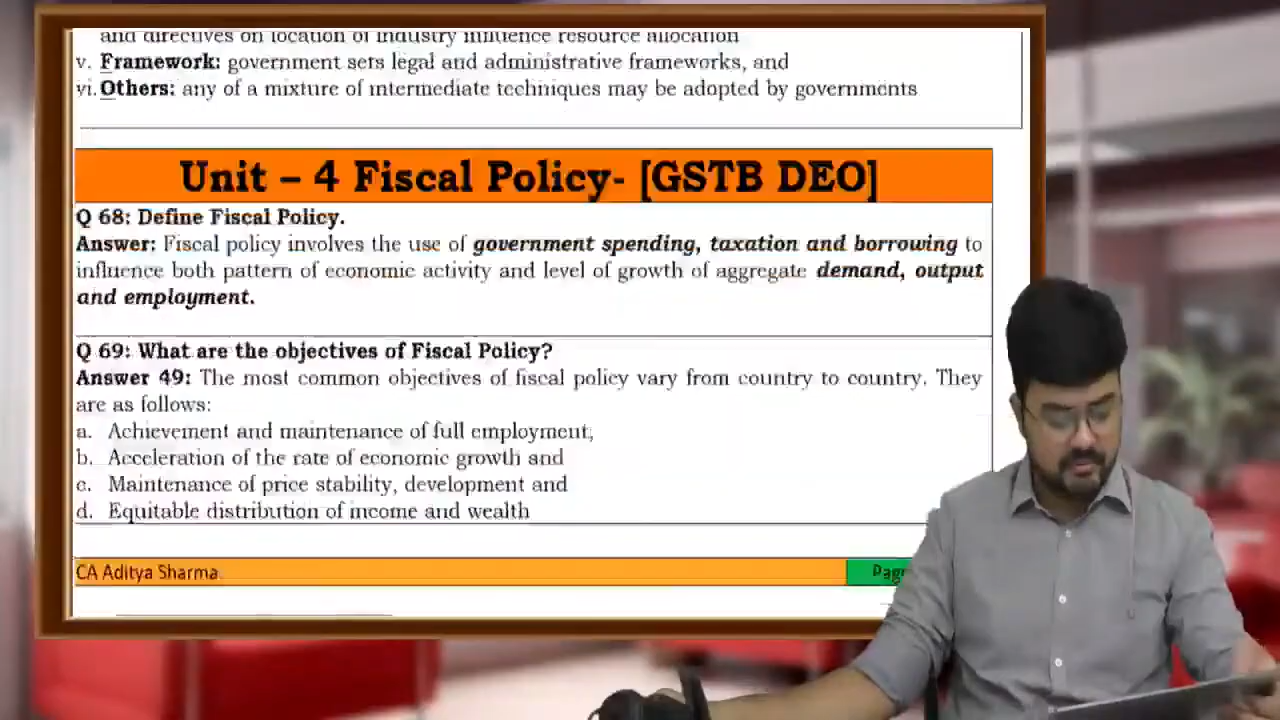 and directives on location of industry influence resource allocation
v. Framework: government sets legal and administrative frameworks, and
vi. Others: any of a mixture of intermediate techniques may be adopted by governments
Unit – 4 Fiscal Policy- [GSTB DEO]
Q 68: Define Fiscal Policy.
Answer: Fiscal policy involves the use of government spending, taxation and borrowing to
influence both pattern of economic activity and level of growth of aggregate demand, output
and employment.
Q 69: What are the objectives of Fiscal Policy?
Answer 49: The most common objectives of fiscal policy vary from country to country. They
are as follows:
a. Achievement and maintenance of full employment,
b. Acceleration of the rate of economic growth and
c. Maintenance of price stability, development and
d. Equitable distribution of income and wealth
CA Aditya Sharma